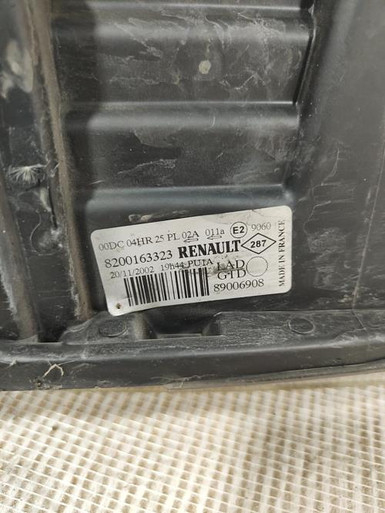 00DC 04HR 25 PL 02A 011a E2 9060
8200163323 RENAULT 287
20/11/2002 19h44 PU1A LAD
GTD
89006908
MADE IN FRANCE